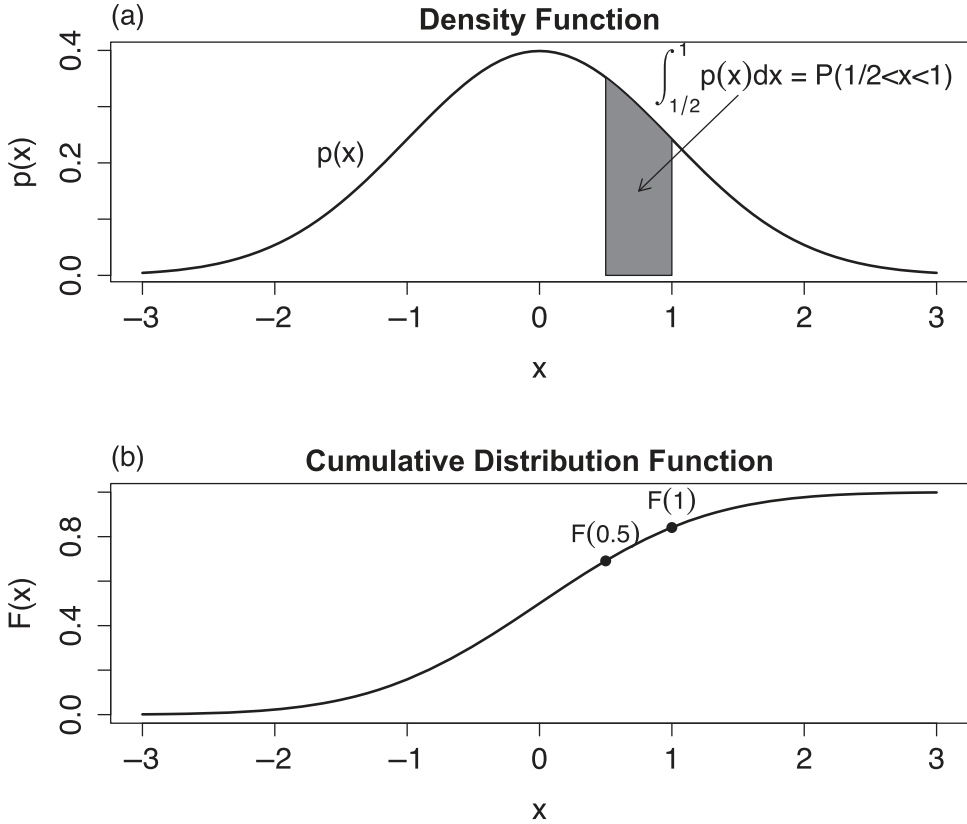 (a)
Density Function
∫_{1/2}^{1} p(x)dx = P(1/2<x<1)
p(x)
p(x)
0.0 0.2 0.4
−3 −2 −1 0 1 2 3
x
(b)
Cumulative Distribution Function
F(1)
F(0.5)
F(x)
0.0 0.4 0.8
−3 −2 −1 0 1 2 3
x